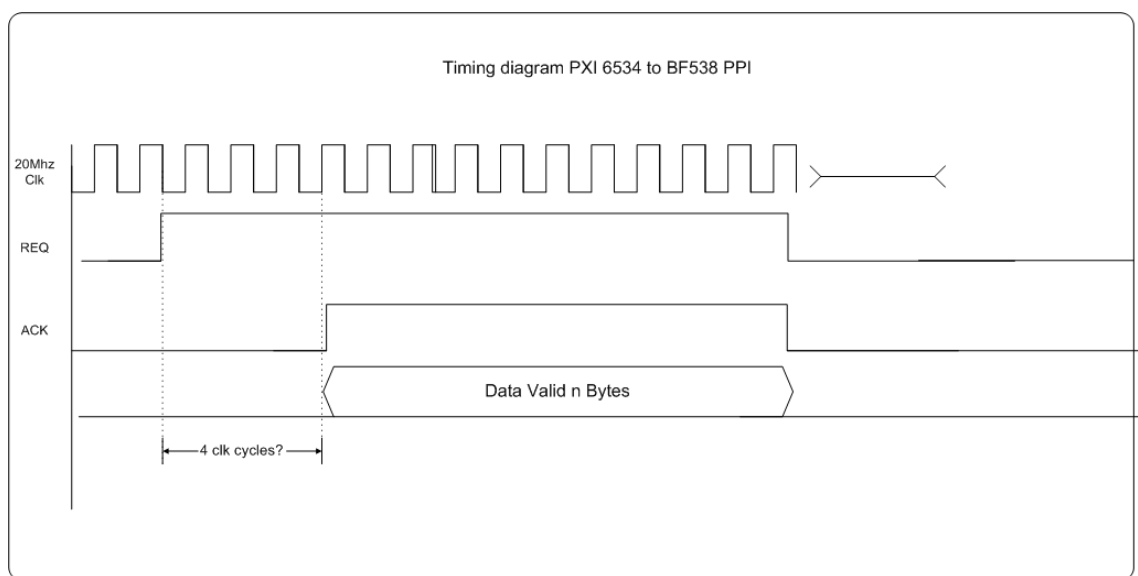 Timing diagram PXI 6534 to BF538 PPI
20Mhz
Clk
REQ
ACK
Data Valid n Bytes
4 clk cycles?